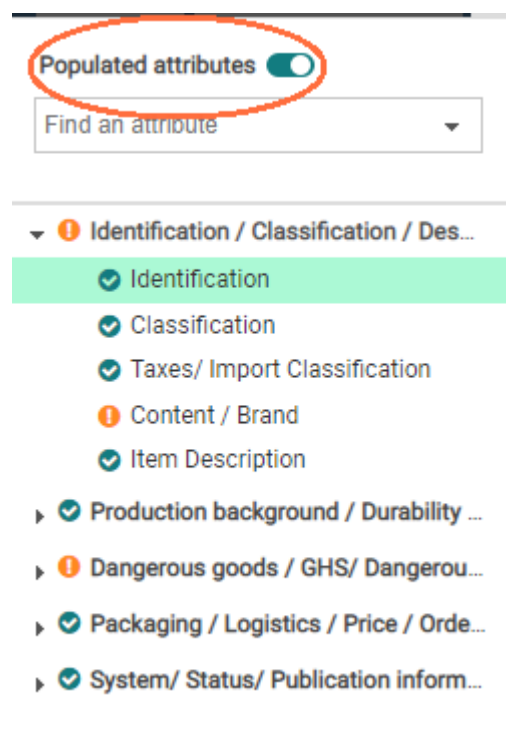 Populated attributes
Find an attribute
Identification / Classification / Des...
Identification
Classification
Taxes/ Import Classification
Content / Brand
Item Description
Production background / Durability ...
Dangerous goods / GHS/ Dangerou...
Packaging / Logistics / Price / Orde...
System/ Status/ Publication inform...